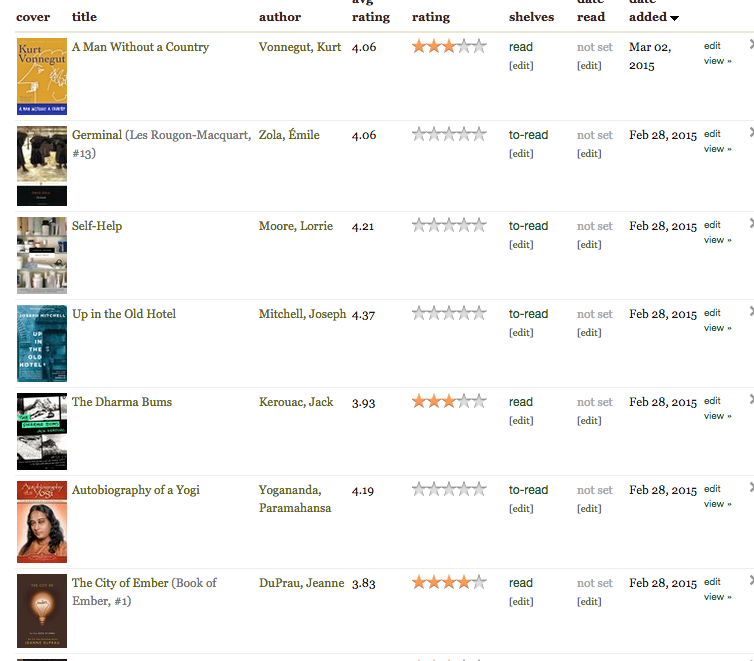 avg
date
date
cover title author rating rating shelves read added
Kurt
Vonnegut
A MAN WITHOUT A COUNTRY
A Man Without a Country Vonnegut, Kurt 4.06 read not set Mar 02, edit
[edit] [edit] 2015 view »
Germinal (Les Rougon-Macquart, Zola, Émile 4.06 to-read not set Feb 28, 2015 edit
#13) [edit] [edit] view »
Self-Help Moore, Lorrie 4.21 to-read not set Feb 28, 2015 edit
[edit] [edit] view »
JOSEPH MITCHELL
UP
IN THE
OLD
HOTEL
Up in the Old Hotel Mitchell, Joseph 4.37 to-read not set Feb 28, 2015 edit
[edit] [edit] view »
THE DHARMA BUMS
The Dharma Bums Kerouac, Jack 3.93 read not set Feb 28, 2015 edit
[edit] [edit] view »
Autobiography
of a Yogi
Autobiography of a Yogi Yogananda, 4.19 to-read not set Feb 28, 2015 edit
Paramahansa [edit] [edit] view »
THE CITY OF
EMBER
JEANNE DUPRAU
The City of Ember (Book of DuPrau, Jeanne 3.83 read not set Feb 28, 2015 edit
Ember, #1) [edit] [edit] view »